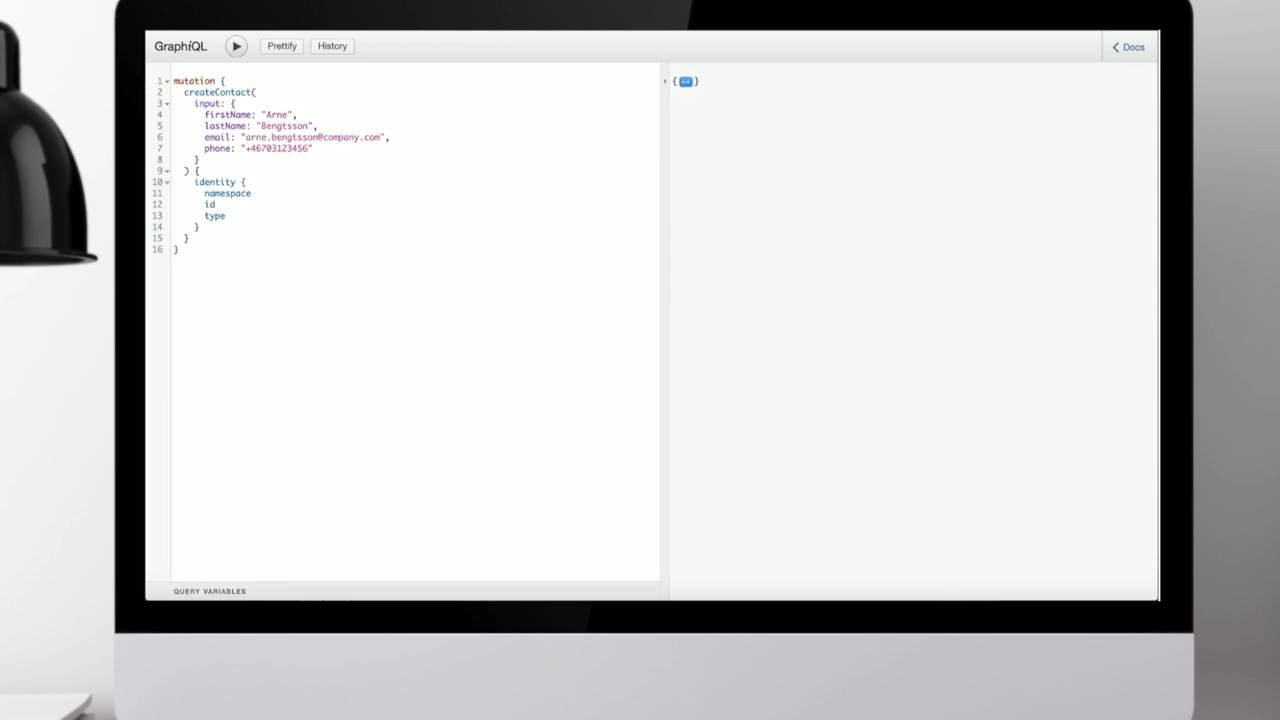 GraphiQL
Prettify
History
Docs
1 mutation {
2 createContact(
3 input: {
4 firstName: "Arne",
5 lastName: "Bengtsson",
6 email: "arne.bengtsson@company.com",
7 phone: "+46703123456"
8 }
9 ) {
10 identity {
11 namespace
12 id
13 type
14 }
15 }
16 }
{↔}
QUERY VARIABLES